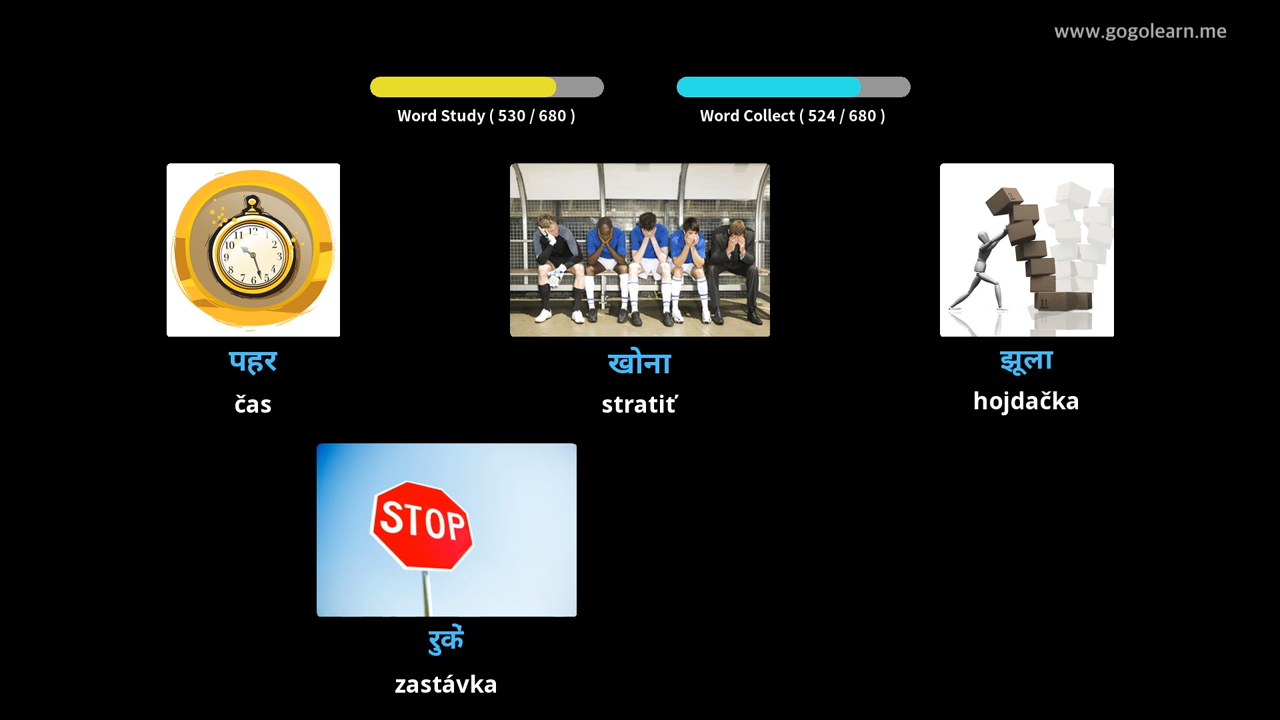 www.gogolearn.me
Word Study ( 530 / 680 )
Word Collect ( 524 / 680 )
पहर
čas
खोना
stratiť
झूला
hojdačka
STOP
रुकें
zastávka